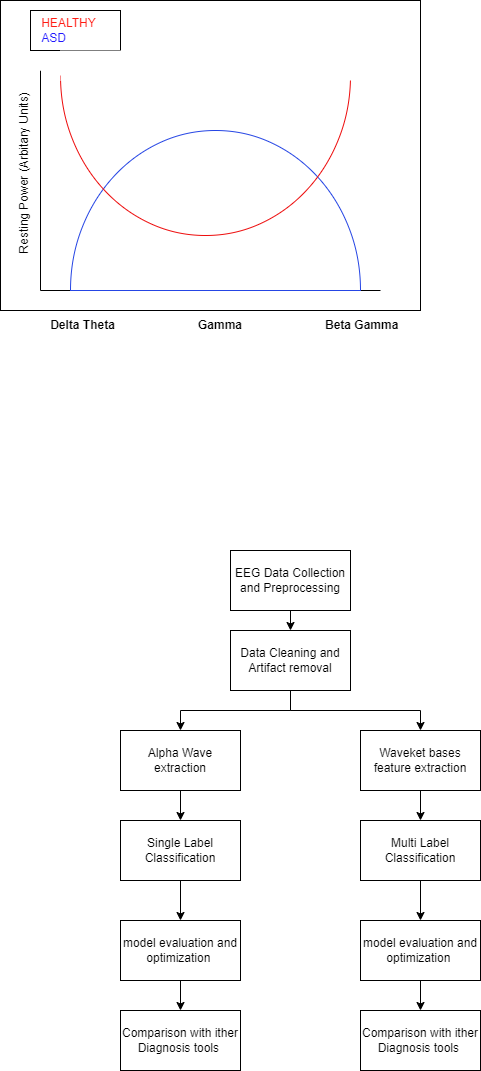 HEALTHY
ASD
Resting Power (Arbitary Units)
Delta Theta
Gamma
Beta Gamma
EEG Data Collection
and Preprocessing
Data Cleaning and
Artifact removal
Alpha Wave
extraction
Waveket bases
feature extraction
Single Label
Classification
Multi Label
Classification
model evaluation and
optimization
model evaluation and
optimization
Comparison with ither
Diagnosis tools
Comparison with ither
Diagnosis tools